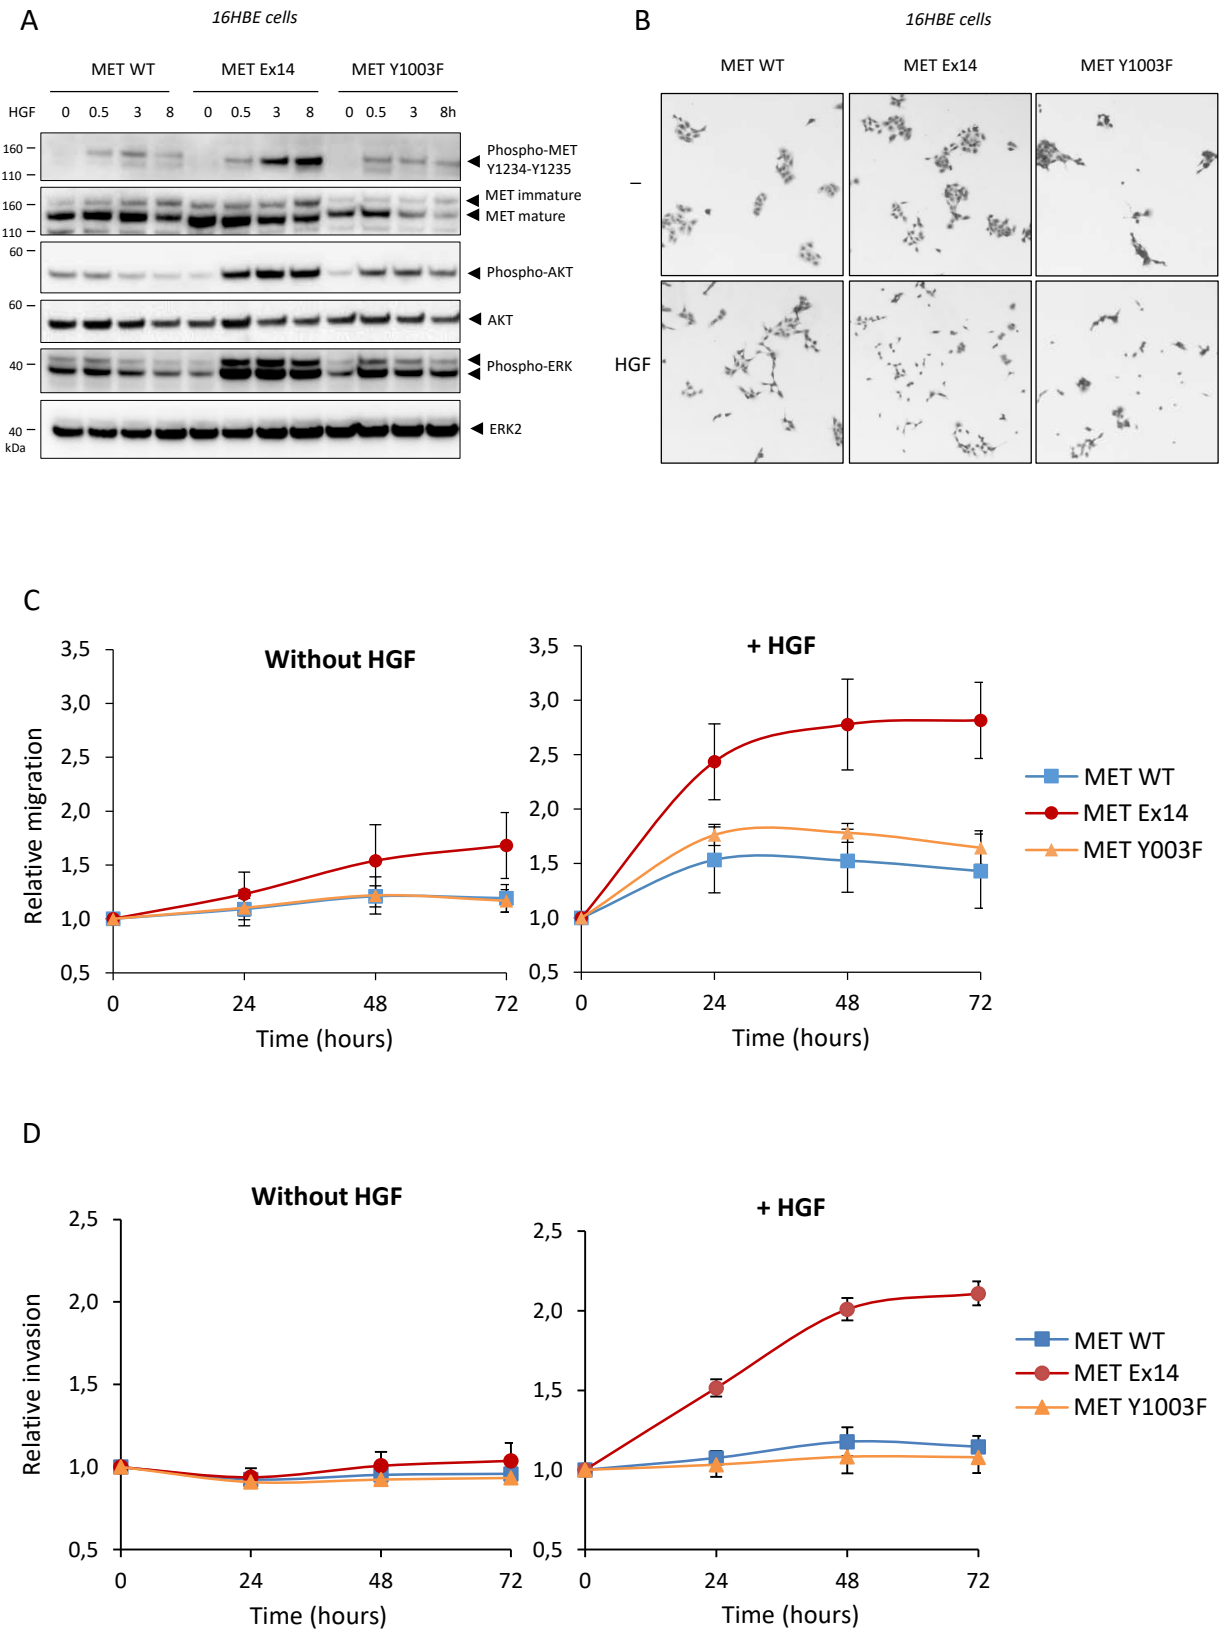 A
16HBE cells
MET WT MET Ex14 MET Y1003F
HGF 0 0.5 3 8 0 0.5 3 8 0 0.5 3 8h
160
110
Phospho-MET
Y1234-Y1235
160
110
MET immature
MET mature
60
Phospho-AKT
60
AKT
40
Phospho-ERK
40
kDa
ERK2
B
16HBE cells
MET WT MET Ex14 MET Y1003F
–
HGF
C
Without HGF
Relative migration
3,5
3,0
2,5
2,0
1,5
1,0
0,5
0 24 48 72
Time (hours)
+ HGF
3,5
3,0
2,5
2,0
1,5
1,0
0,5
0 24 48 72
Time (hours)
MET WT
MET Ex14
MET Y003F
D
Without HGF
Relative invasion
2,5
2,0
1,5
1,0
0,5
0 24 48 72
Time (hours)
+ HGF
2,5
2,0
1,5
1,0
0,5
0 24 48 72
Time (hours)
MET WT
MET Ex14
MET Y1003F